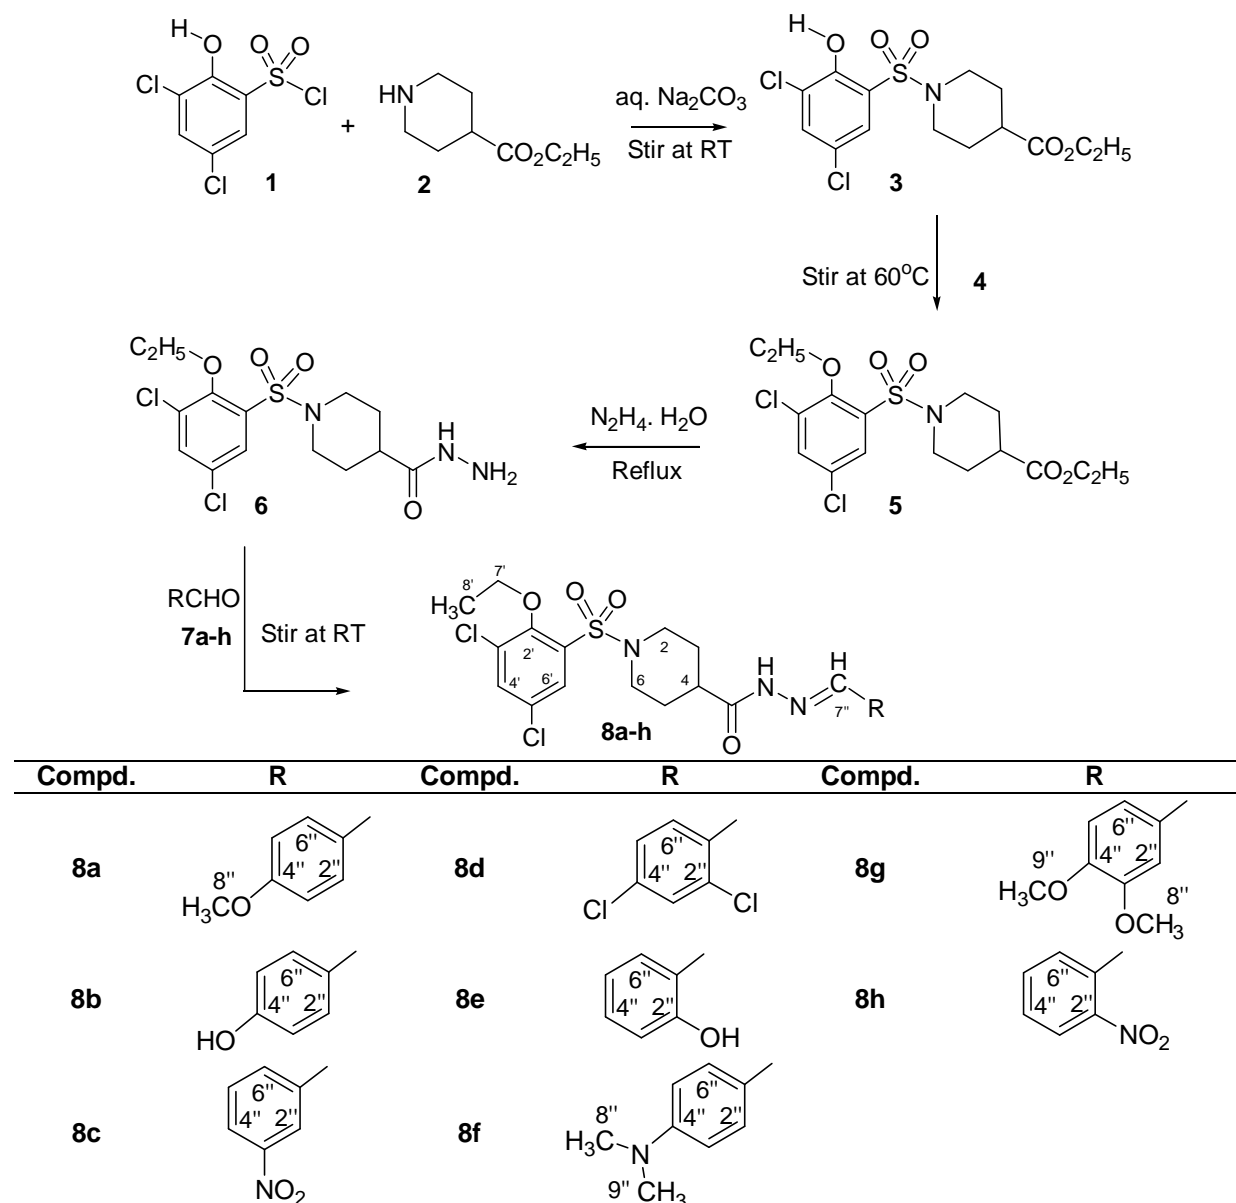 H
O
O O
S
Cl
Cl
Cl
1
+
HN
CO2C2H5
2
aq. Na2CO3
Stir at RT
H
O
O O
S
N
Cl
Cl
CO2C2H5
3
Stir at 60oC
4
C2H5
O
O O
S
N
Cl
Cl
H
N
NH2
O
6
N2H4. H2O
Reflux
C2H5
O
O O
S
N
Cl
Cl
CO2C2H5
5
RCHO
7a-h
Stir at RT
8' 7'
H3C
O
O O
S
N
Cl
Cl
2' 4' 6'
2 6 4
H
N
N
H
7''
R
O
8a-h
Compd. R Compd. R Compd. R
8a
6''
4'' 2''
8''
H3CO
8d
6''
4'' 2''
Cl Cl
8g
6''
4'' 2''
9''
H3CO
8''
OCH3
8b
6''
4'' 2''
HO
8e
6''
4'' 2''
OH
8h
6''
4'' 2''
NO2
8c
6''
4'' 2''
NO2
8f
6''
4'' 2''
8''
H3C
N
9''
CH3